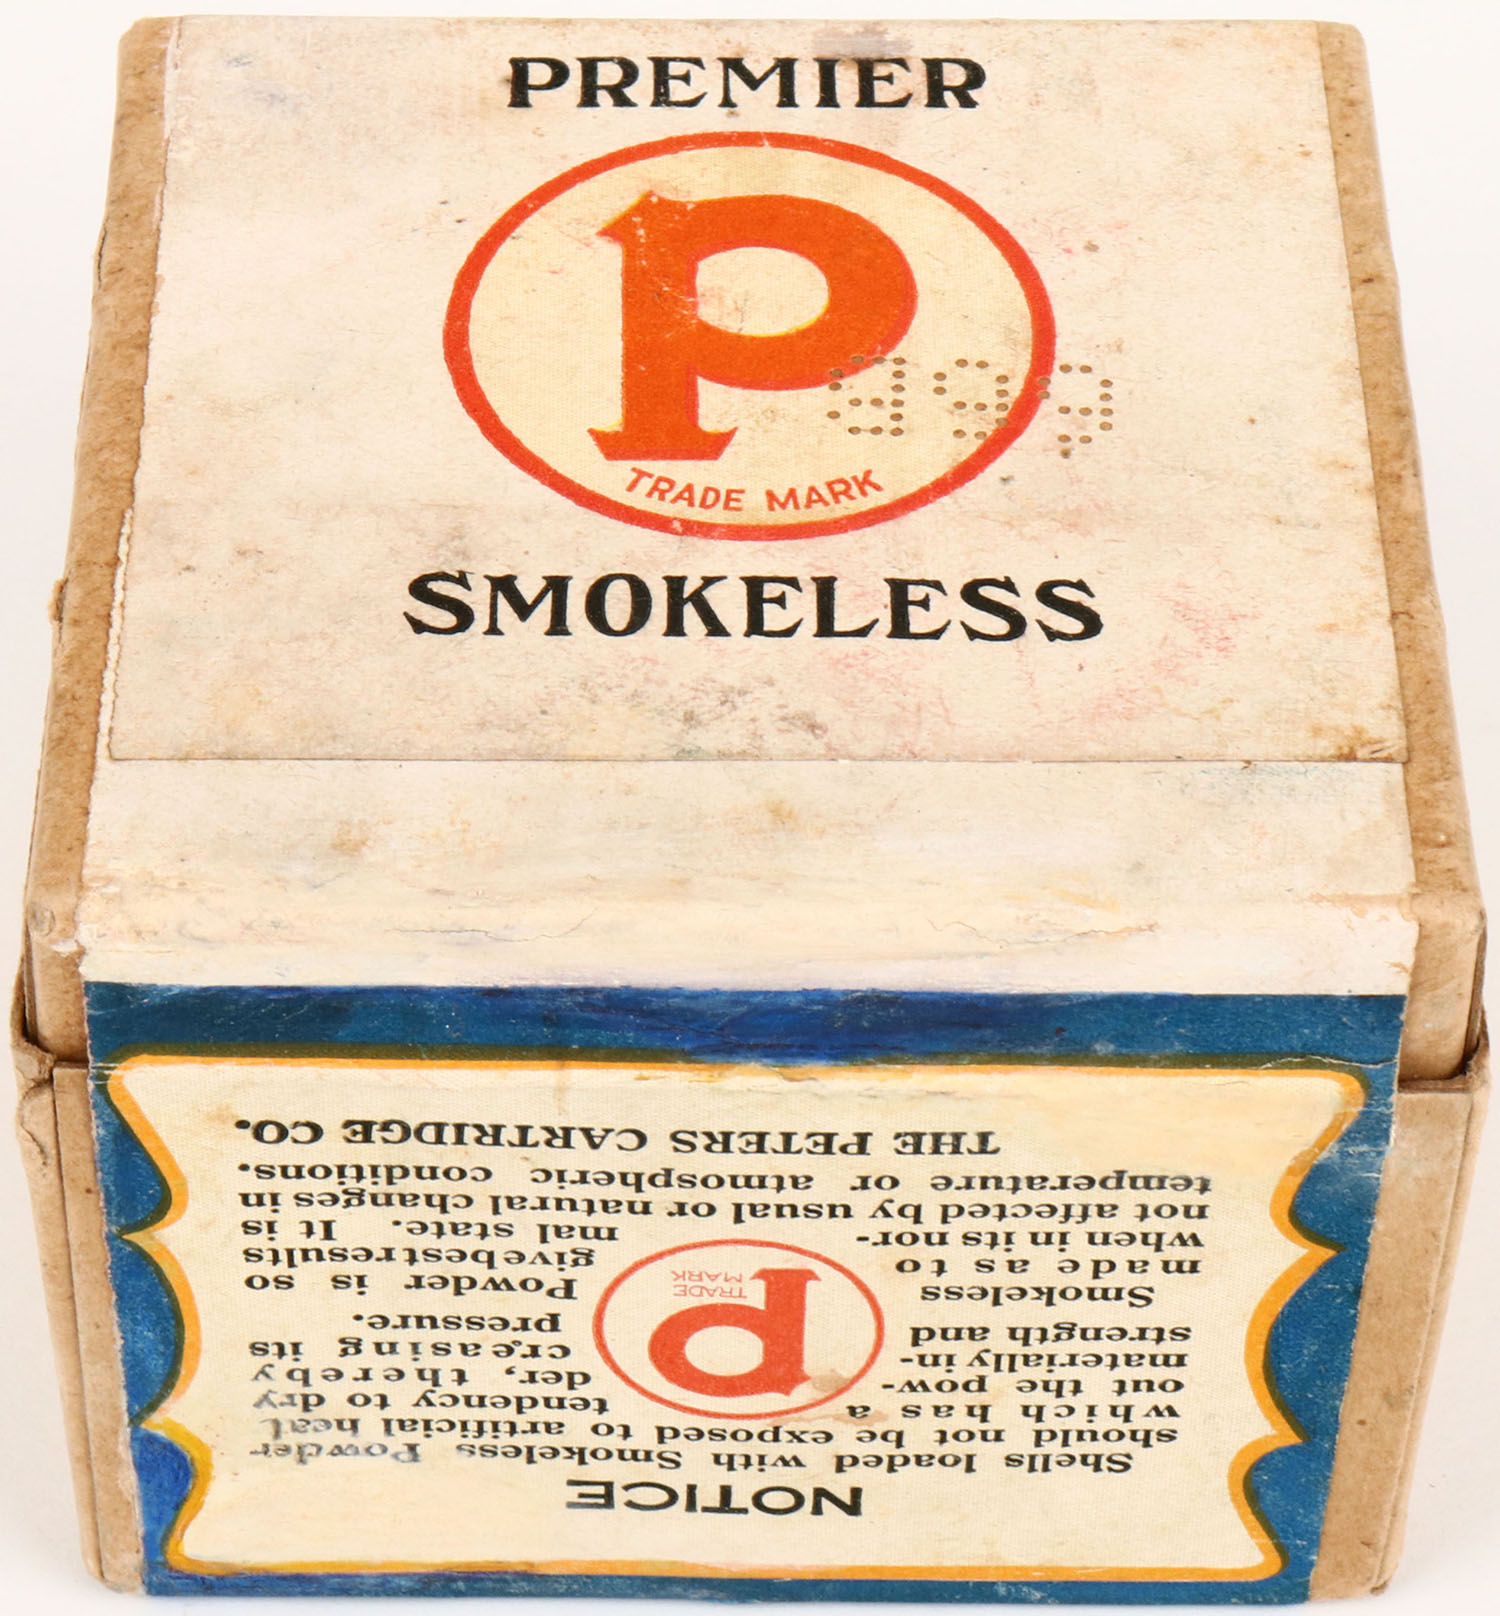 PREMIER
P
TRADE MARK
SMOKELESS
NOTICE
Shells loaded with Smokeless Powder
should not be exposed to artificial heat
which has a tendency to dry
out the pow- der, thereby
materially in- creasing its
strength and pressure.
Smokeless Powder is so
made as to give best results
when in its nor- mal state. It is
not affected by usual or natural changes in
temperature or atmospheric conditions.
THE PETERS CARTRIDGE CO.
P
TRADE
MARK